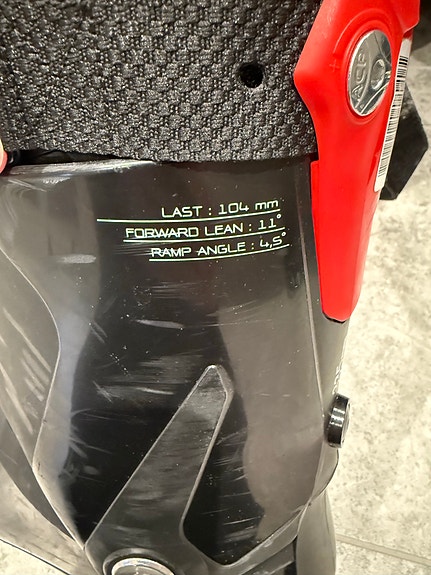 LAST : 104 mm
FORWARD LEAN : 11°
RAMP ANGLE : 4,5°